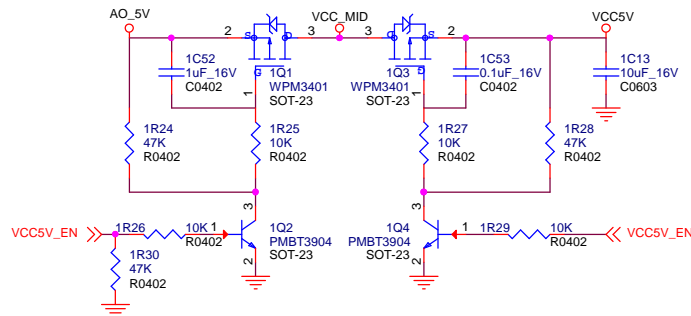 AO_5V
VCC_MID
VCC5V
2
S
D
3
3
D
S
2
1C52
1uF_16V
C0402
G
1
1Q1
WPM3401
SOT-23
1Q3
WPM3401
SOT-23
G
1
1C53
0.1uF_16V
C0402
1C13
10uF_16V
C0603
1R24
47K
R0402
1R25
10K
R0402
1R27
10K
R0402
1R28
47K
R0402
3
3
VCC5V_EN
1R26
10K
R0402
1
1Q2
PMBT3904
SOT-23
2
1Q4
PMBT3904
SOT-23
2
1
1R29
10K
R0402
VCC5V_EN
1R30
47K
R0402